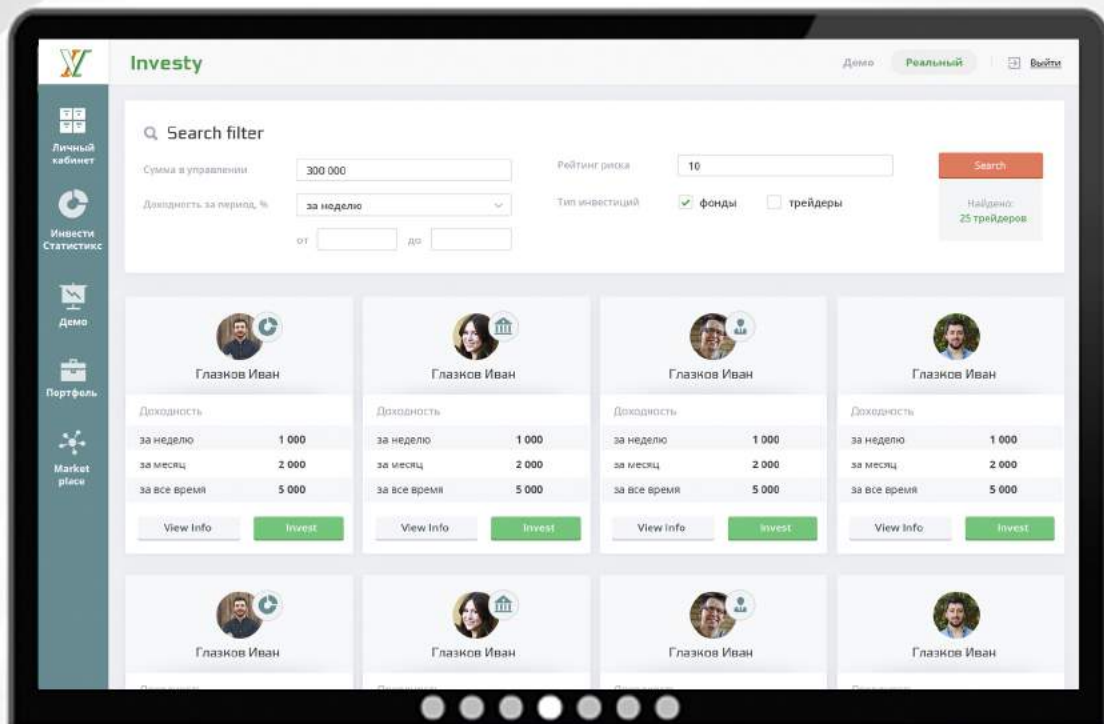 Investy
Демо Реальный Выйти
Личный
кабинет
Инвести
Статистикс
Демо
Портфель
Market
place
Search filter
Сумма в управлении 300 000
Рейтинг риска 10
Search
Доходность за период, % за неделю
Тип инвестиций фонды трейдеры
Найдено:
25 трейдеров
от до
Глазков Иван Глазков Иван Глазков Иван Глазков Иван
Доходность Доходность Доходность Доходность
за неделю 1 000 за неделю 1 000 за неделю 1 000 за неделю 1 000
за месяц 2 000 за месяц 2 000 за месяц 2 000 за месяц 2 000
за все время 5 000 за все время 5 000 за все время 5 000 за все время 5 000
View Info Invest View Info Invest View Info Invest View Info Invest
Глазков Иван Глазков Иван Глазков Иван Глазков Иван